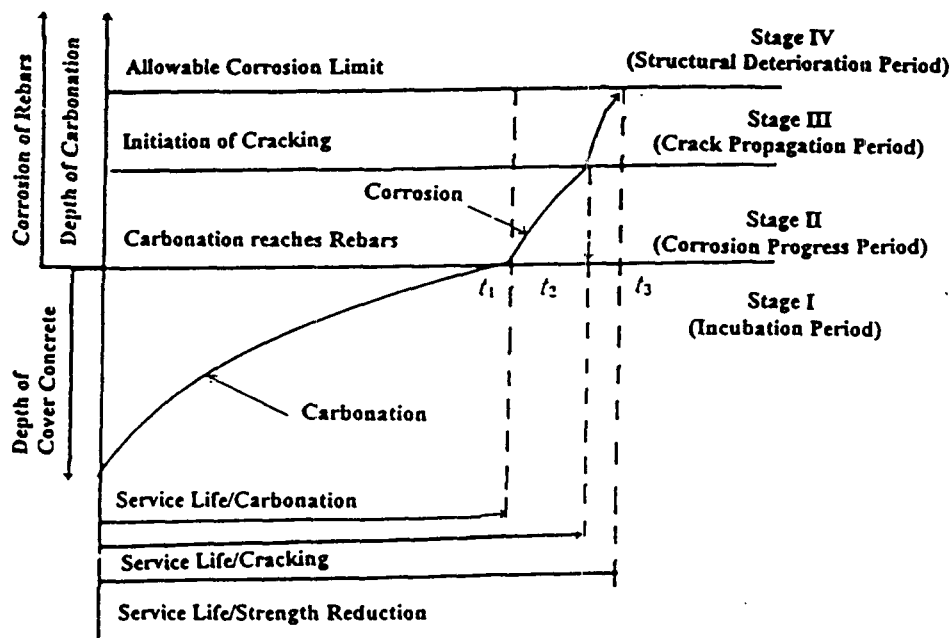 Corrosion of Rebars
Depth of Carbonation
Depth of
Cover Concrete
Allowable Corrosion Limit
Stage IV
(Structural Deterioration Period)
Initiation of Cracking
Stage III
(Crack Propagation Period)
Corrosion
Carbonation reaches Rebars
Stage II
(Corrosion Progress Period)
t1 t2 t3
Stage I
(Incubation Period)
Carbonation
Service Life/Carbonation
Service Life/Cracking
Service Life/Strength Reduction